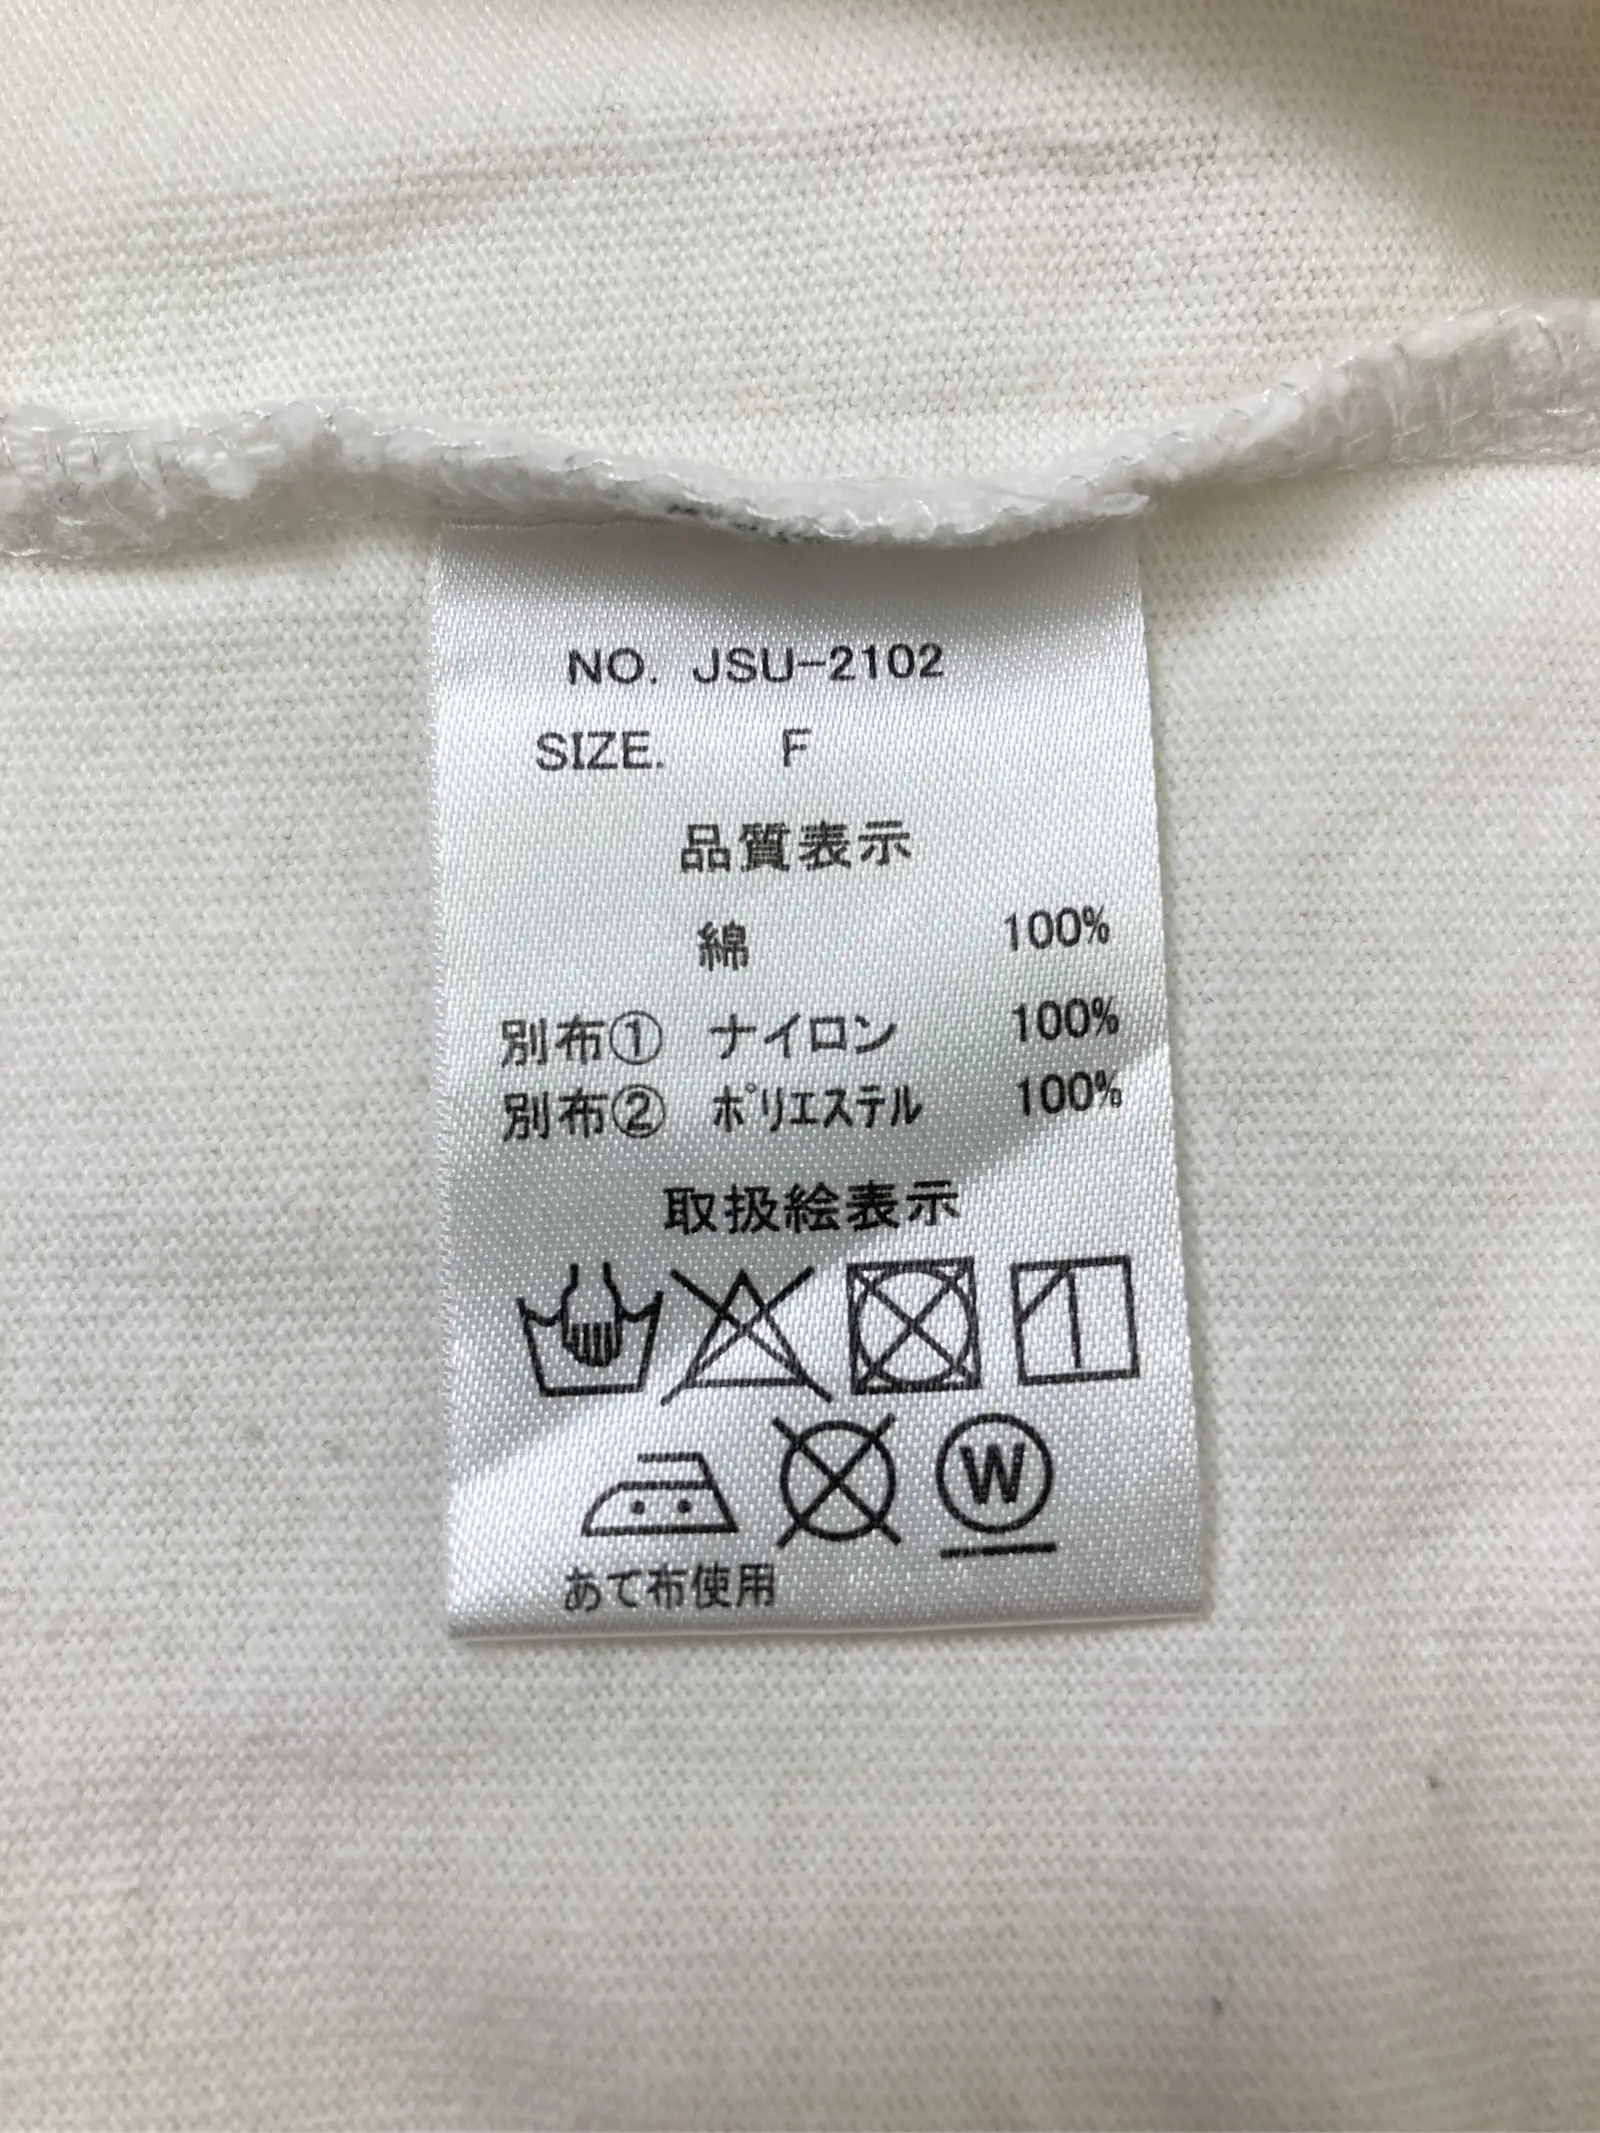 NO. JSU-2102
SIZE. F
品質表示
綿 100%
別布① ナイロン 100%
別布② ポリエステル 100%
取扱絵表示
W
あて布使用